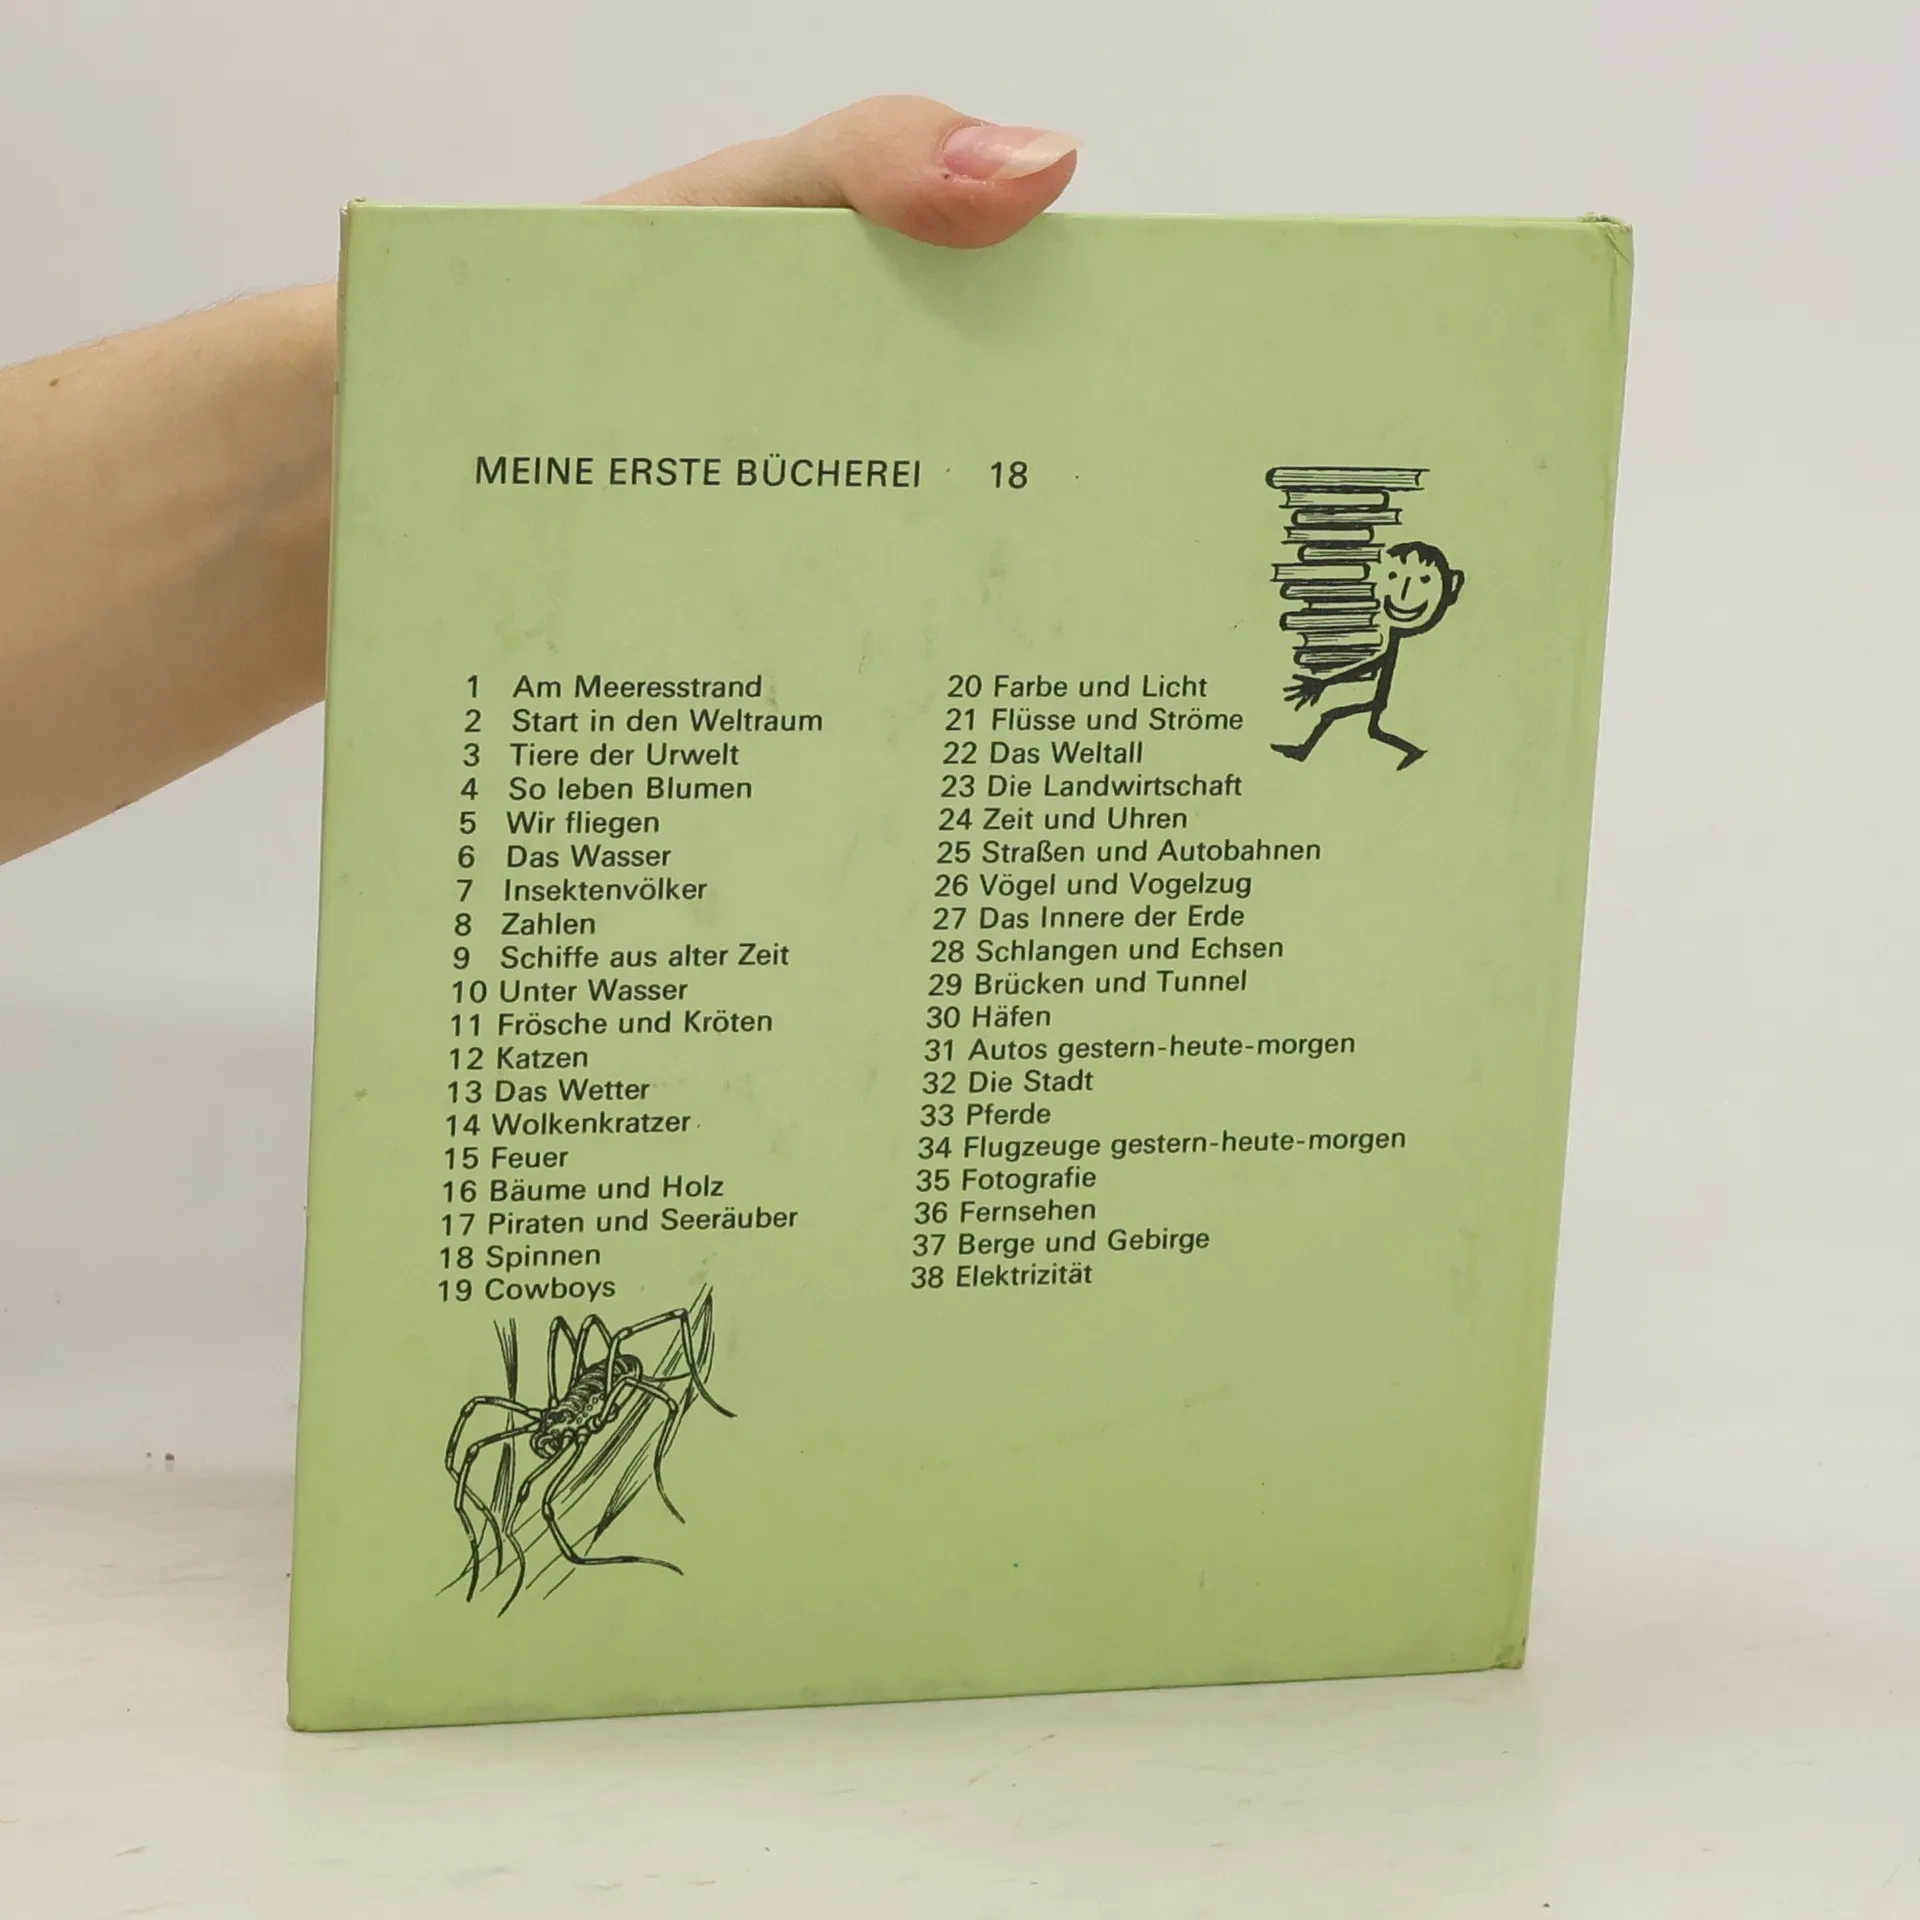 MEINE ERSTE BÜCHEREI · 18
1 Am Meeresstrand
2 Start in den Weltraum
3 Tiere der Urwelt
4 So leben Blumen
5 Wir fliegen
6 Das Wasser
7 Insektenvölker
8 Zahlen
9 Schiffe aus alter Zeit
10 Unter Wasser
11 Frösche und Kröten
12 Katzen
13 Das Wetter
14 Wolkenkratzer
15 Feuer
16 Bäume und Holz
17 Piraten und Seeräuber
18 Spinnen
19 Cowboys
20 Farbe und Licht
21 Flüsse und Ströme
22 Das Weltall
23 Die Landwirtschaft
24 Zeit und Uhren
25 Straßen und Autobahnen
26 Vögel und Vogelzug
27 Das Innere der Erde
28 Schlangen und Echsen
29 Brücken und Tunnel
30 Häfen
31 Autos gestern-heute-morgen
32 Die Stadt
33 Pferde
34 Flugzeuge gestern-heute-morgen
35 Fotografie
36 Fernsehen
37 Berge und Gebirge
38 Elektrizität